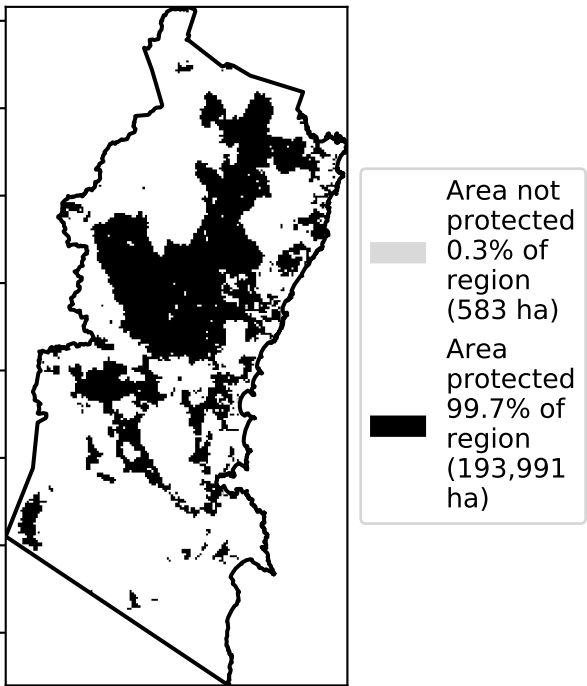 Area not
protected
0.3% of
region
(583 ha)
Area
protected
99.7% of
region
(193,991
ha)